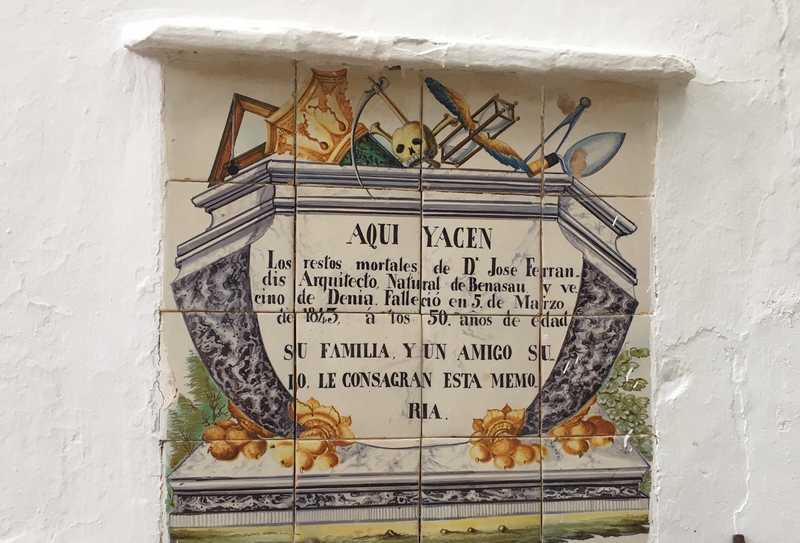 AQUI YACEN
Los restos mortales de Dn José Ferran-
dis Arquitecto, Natural de Benasau y ve-
cino de Denia. Falleció en 5, de Marzo
de 1843, á los 50, años de edad
SU FAMILIA, Y UN AMIGO SU-
IO, LE CONSAGRAN ESTA MEMO-
RIA.